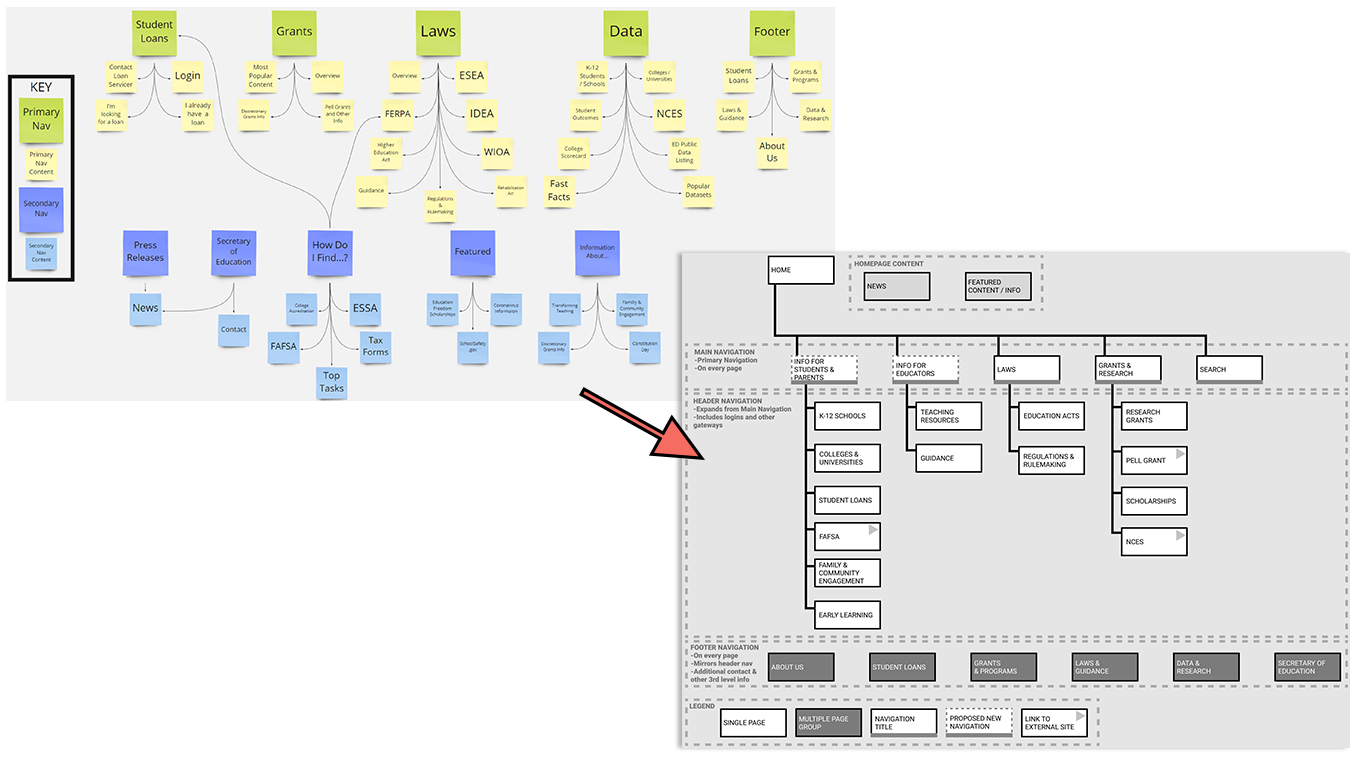 KEY
Primary
Nav
Primary
Nav
Content
Secondary
Nav
Secondary
Nav
Content
Student
Loans
Grants
Laws
Data
Footer
Contact
Loan
Servicer
Login
I'm
looking
for a loan
I already
have a
loan
Most
Popular
Content
Overview
Discretionary
Grants Info
Pell Grants
and Other
Info
Overview
ESEA
FERPA
IDEA
Higher
Education
Act
WIOA
Guidance
Regulations
&
Rulemaking
Rehabilitation
Act
K-12
Students
/ Schools
Colleges /
Universities
Student
Outcomes
NCES
College
Scorecard
ED Public
Data
Listing
Fast
Facts
Popular
Datasets
Student
Loans
Grants &
Programs
Laws &
Guidance
Data &
Research
About
Us
Press
Releases
Secretary
of
Education
How Do
I Find...?
Featured
Information
About...
News
Contact
College
Accreditation
ESSA
FAFSA
Tax
Forms
Top
Tasks
Education
Freedom
Scholarships
Coronavirus
Information
SchoolSafety
.gov
Transforming
Teaching
Family &
Community
Engagement
Discretionary
Grants Info
Constitution
Day
HOME
HOMEPAGE CONTENT
NEWS
FEATURED
CONTENT / INFO
MAIN NAVIGATION
-Primary Navigation
-On every page
INFO FOR
STUDENTS &
PARENTS
INFO FOR
EDUCATORS
LAWS
GRANTS &
RESEARCH
SEARCH
HEADER NAVIGATION
-Expands from Main Navigation
-Includes logins and other
gateways
K-12 SCHOOLS
COLLEGES &
UNIVERSITIES
STUDENT LOANS
FAFSA
FAMILY &
COMMUNITY
ENGAGEMENT
EARLY LEARNING
TEACHING
RESOURCES
GUIDANCE
EDUCATION ACTS
REGULATIONS &
RULEMAKING
RESEARCH
GRANTS
PELL GRANT
SCHOLARSHIPS
NCES
FOOTER NAVIGATION
-On every page
-Mirrors header nav
-Additional contact &
other 3rd level info
ABOUT US
STUDENT LOANS
GRANTS
& PROGRAMS
LAWS &
GUIDANCE
DATA &
RESEARCH
SECRETARY OF
EDUCATION
LEGEND
SINGLE PAGE
MULTIPLE PAGE
GROUP
NAVIGATION
TITLE
PROPOSED NEW
NAVIGATION
LINK TO
EXTERNAL SITE